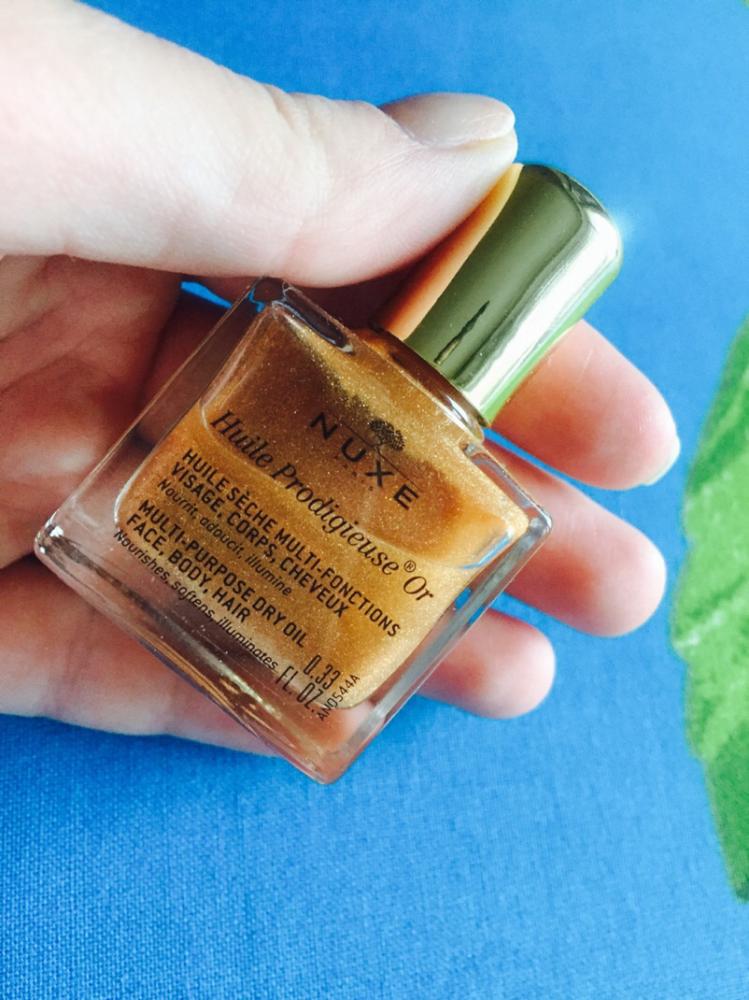 NUXE
Huile Prodigieuse® Or
HUILE SÈCHE MULTI-FONCTIONS
VISAGE, CORPS, CHEVEUX
Nourrit, adoucit, illumine
MULTI-PURPOSE DRY OIL
FACE, BODY, HAIR
Nourishes, softens, illuminates
0.33
FL. OZ.